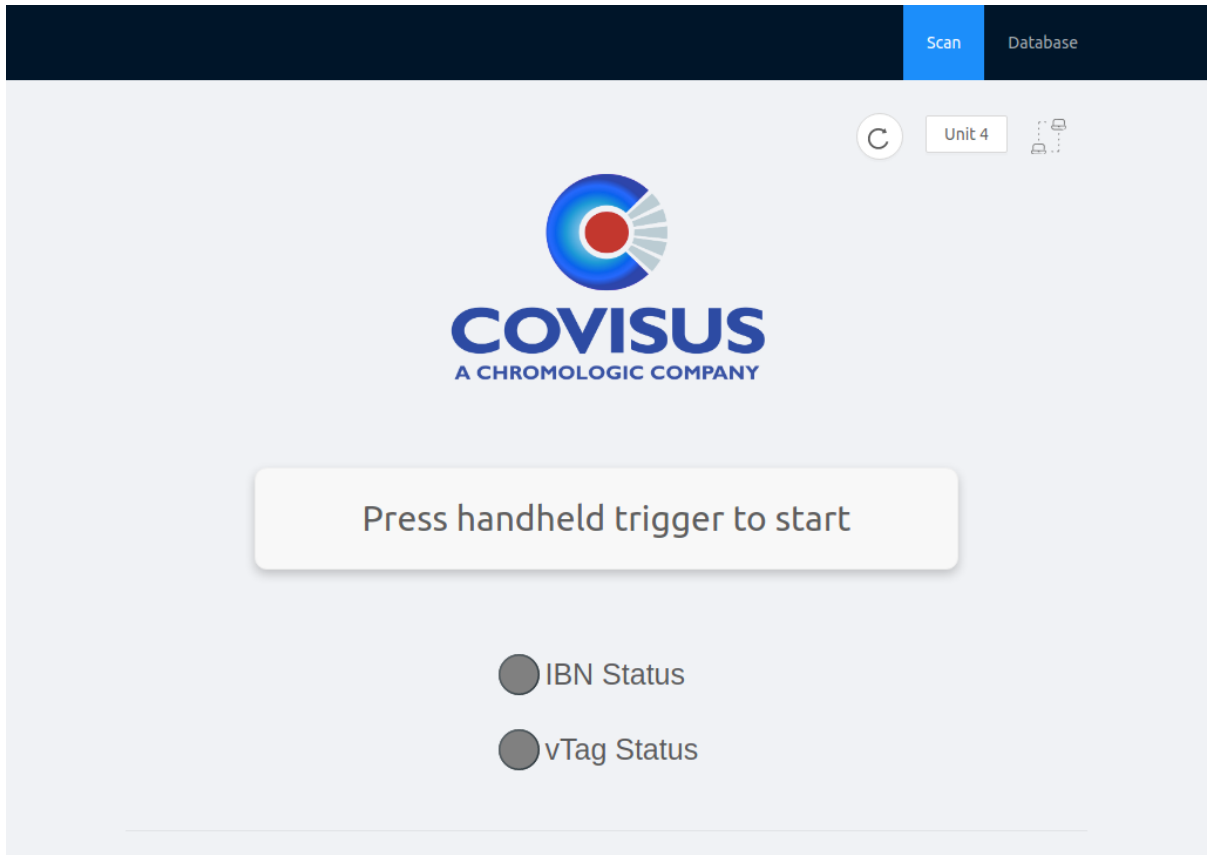 Scan Database
Unit 4
COVISUS
A CHROMOLOGIC COMPANY
Press handheld trigger to start
IBN Status
vTag Status